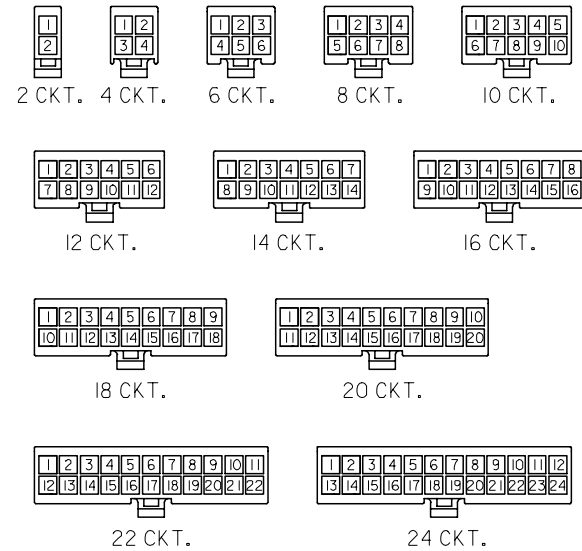 1 1 2 1 2 3 1 2 3 4 1 2 3 4 5
2 3 4 4 5 6 5 6 7 8 6 7 8 9 10
2 CKT. 4 CKT. 6 CKT. 8 CKT. 10 CKT.
1 2 3 4 5 6 1 2 3 4 5 6 7 1 2 3 4 5 6 7 8
7 8 9 10 11 12 8 9 10 11 12 13 14 9 10 11 12 13 14 15 16
12 CKT. 14 CKT. 16 CKT.
1 2 3 4 5 6 7 8 9 1 2 3 4 5 6 7 8 9 10
10 11 12 13 14 15 16 17 18 11 12 13 14 15 16 17 18 19 20
18 CKT. 20 CKT.
1 2 3 4 5 6 7 8 9 10 11 1 2 3 4 5 6 7 8 9 10 11 12
12 13 14 15 16 17 18 19 20 21 22 13 14 15 16 17 18 19 20 21 22 23 24
22 CKT. 24 CKT.